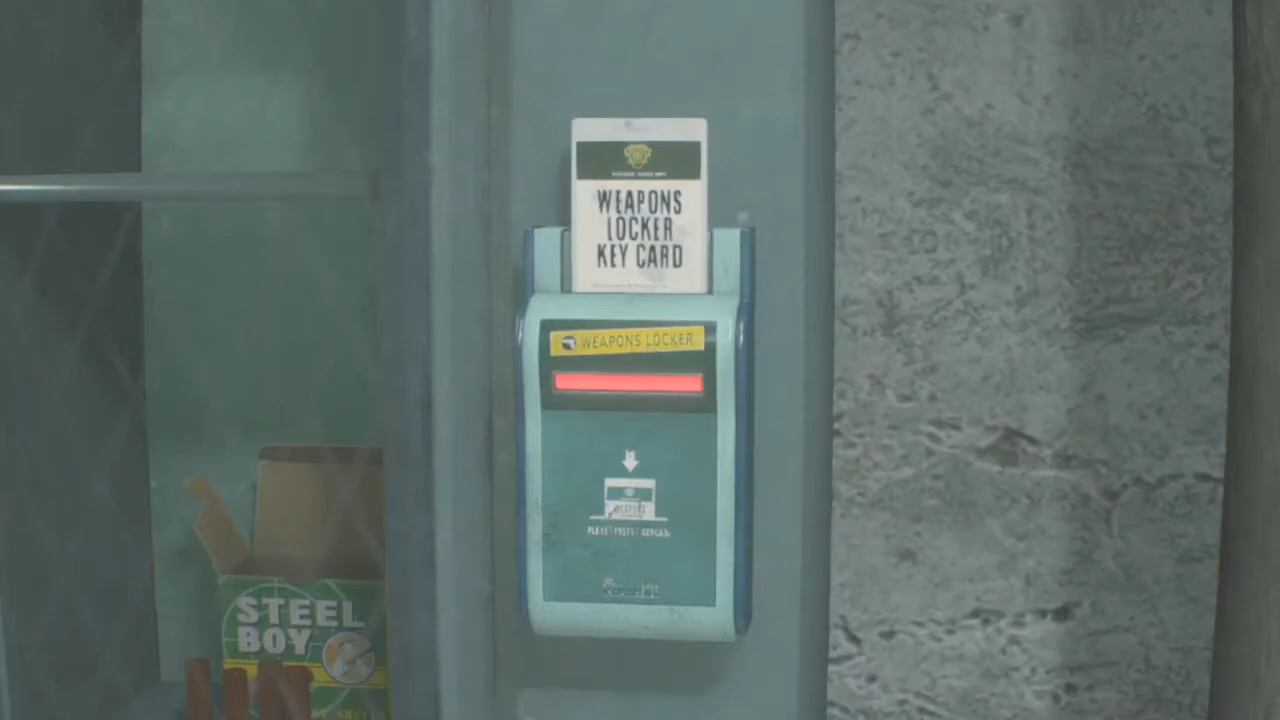 WEAPONS
LOCKER
KEY CARD
WEAPONS LOCKER
STEEL
BOY